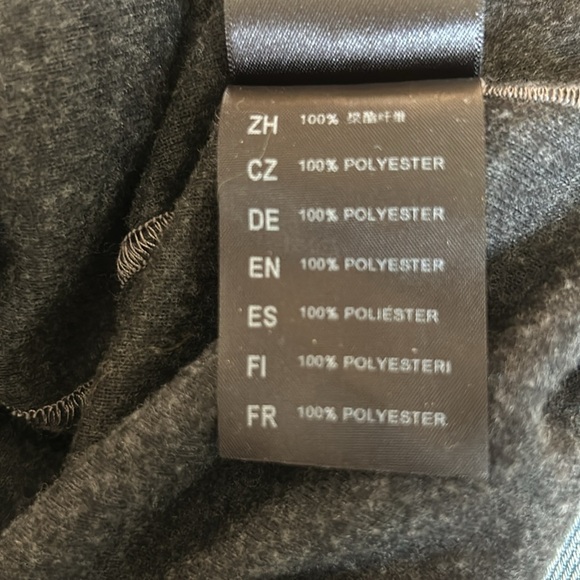 ZH 100% 聚酯纤维
CZ 100% POLYESTER
DE 100% POLYESTER
EN 100% POLYESTER
ES 100% POLIÉSTER
FI 100% POLYESTERI
FR 100% POLYESTER